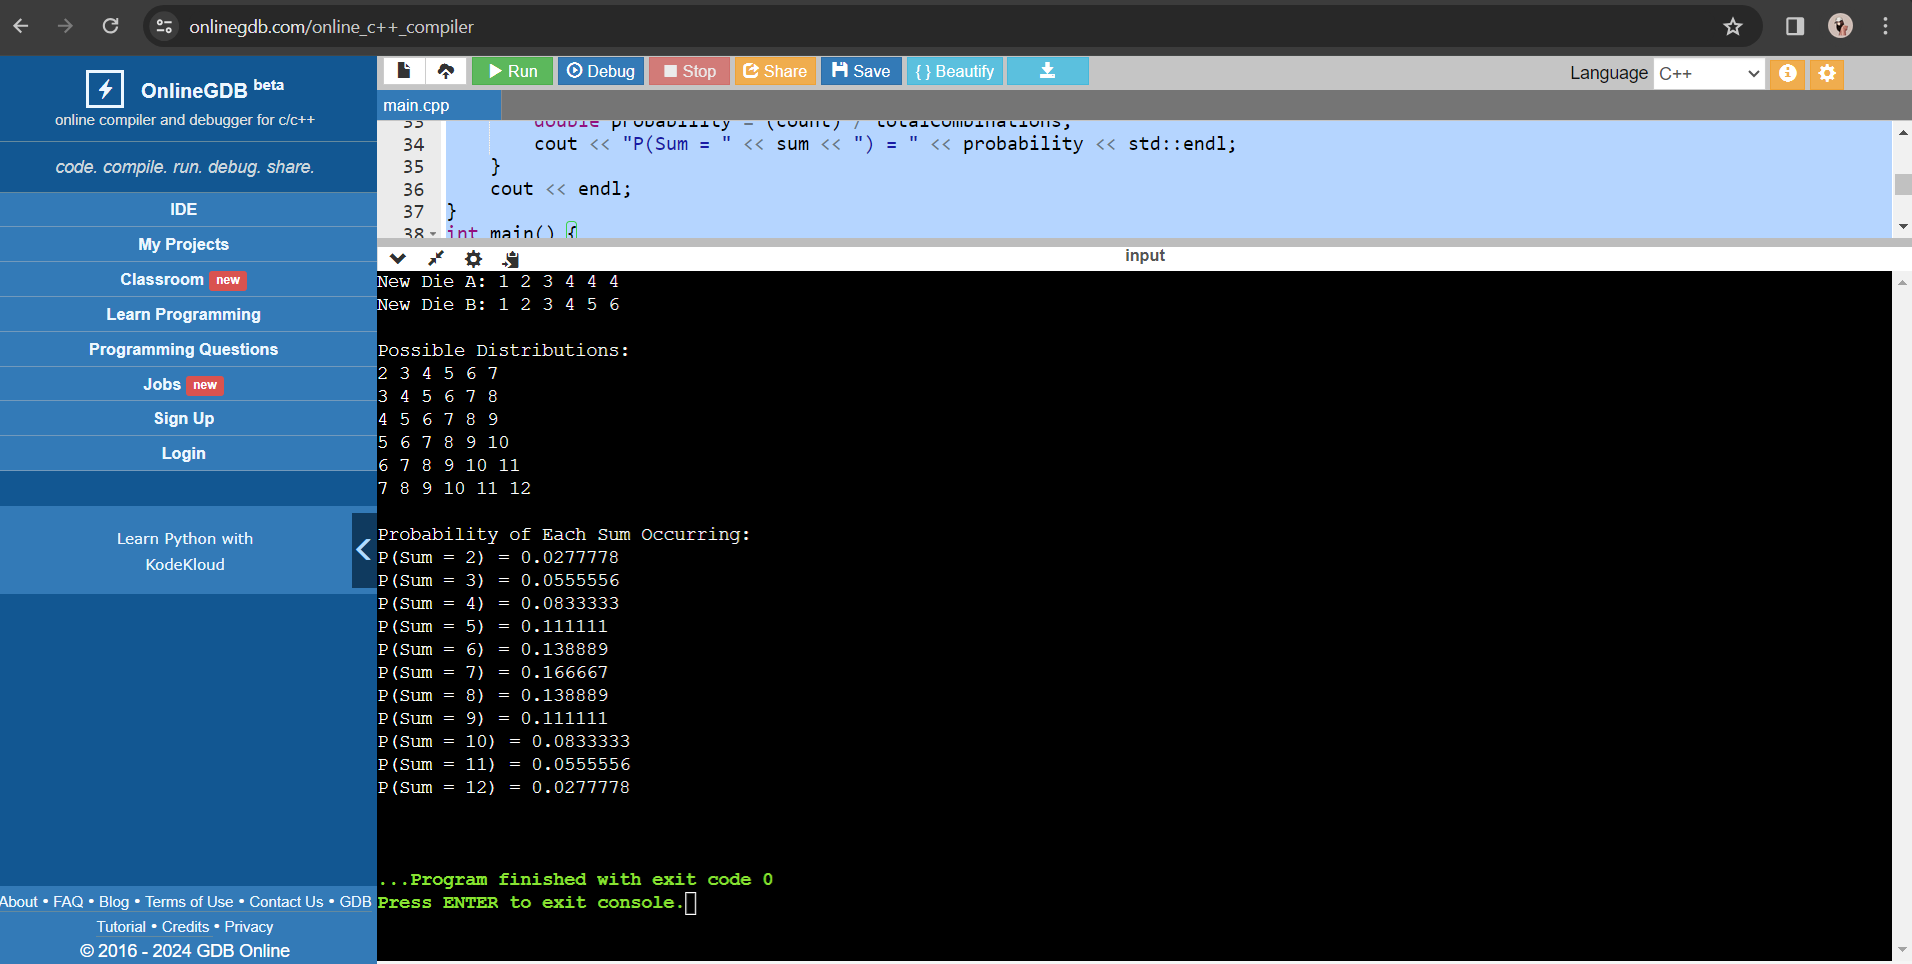 onlinegdb.com/online_c++_compiler
OnlineGDB beta
online compiler and debugger for c/c++
code. compile. run. debug. share.
IDE
My Projects
Classroom new
Learn Programming
Programming Questions
Jobs new
Sign Up
Login
Learn Python with
KodeKloud
About • FAQ • Blog • Terms of Use • Contact Us • GDB
Tutorial • Credits • Privacy
© 2016 - 2024 GDB Online
Run Debug Stop Share Save { } Beautify
Language C++
main.cpp
33 double probability = (count) / totalCombinations;
34 cout << "P(Sum = " << sum << ") = " << probability << std::endl;
35 }
36 cout << endl;
37 }
38 int main() {
input
New Die A: 1 2 3 4 4 4
New Die B: 1 2 3 4 5 6
Possible Distributions:
2 3 4 5 6 7
3 4 5 6 7 8
4 5 6 7 8 9
5 6 7 8 9 10
6 7 8 9 10 11
7 8 9 10 11 12
Probability of Each Sum Occurring:
P(Sum = 2) = 0.0277778
P(Sum = 3) = 0.0555556
P(Sum = 4) = 0.0833333
P(Sum = 5) = 0.111111
P(Sum = 6) = 0.138889
P(Sum = 7) = 0.166667
P(Sum = 8) = 0.138889
P(Sum = 9) = 0.111111
P(Sum = 10) = 0.0833333
P(Sum = 11) = 0.0555556
P(Sum = 12) = 0.0277778
...Program finished with exit code 0
Press ENTER to exit console.